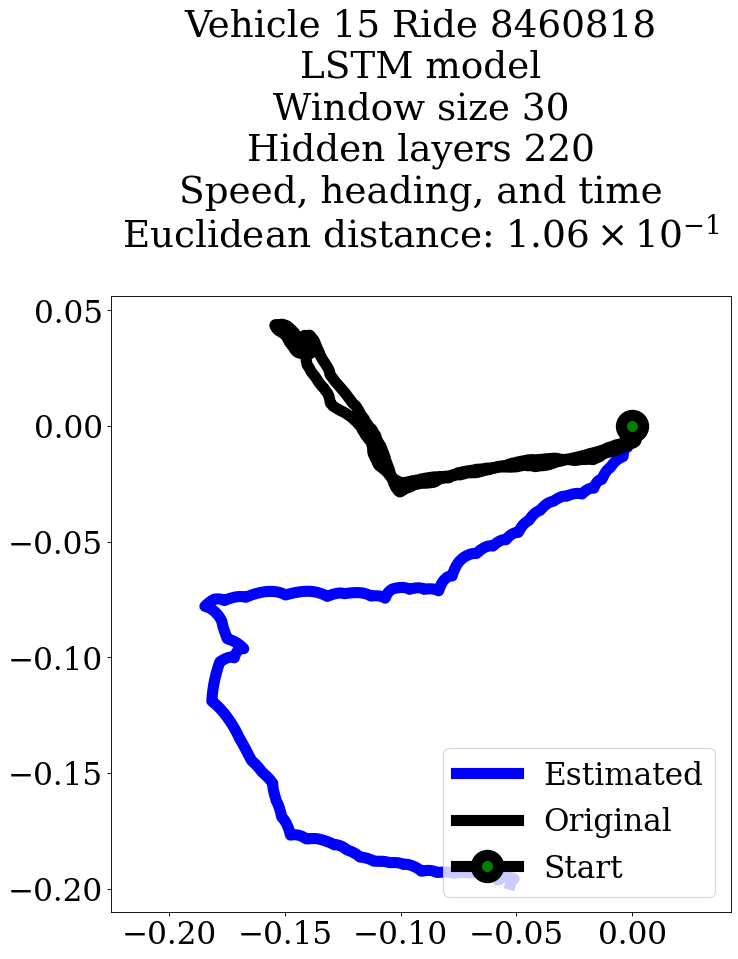 Vehicle 15 Ride 8460818
LSTM model
Window size 30
Hidden layers 220
Speed, heading, and time
Euclidean distance: 1.06 × 10⁻¹
0.05
0.00
−0.05
−0.10
−0.15
−0.20
Estimated
Original
Start
−0.20 −0.15 −0.10 −0.05 0.00